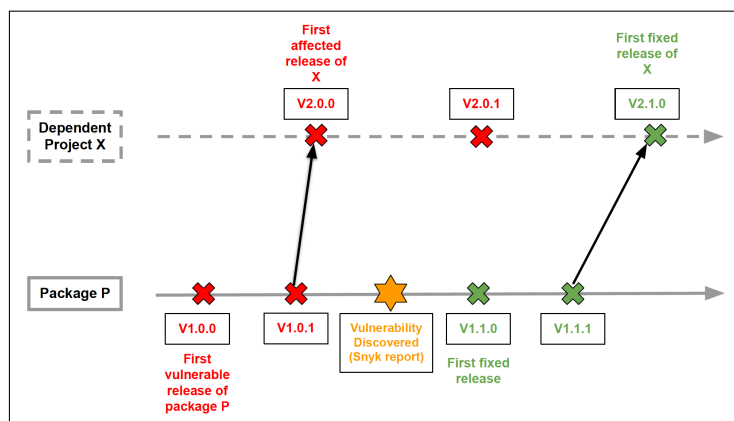 First
affected
release of
X
First fixed
release of
X
V2.0.0
V2.0.1
V2.1.0
Dependent
Project X
Package P
V1.0.0
V1.0.1
Vulnerability
Discovered
(Snyk report)
V1.1.0
V1.1.1
First
vulnerable
release of
package P
First fixed
release